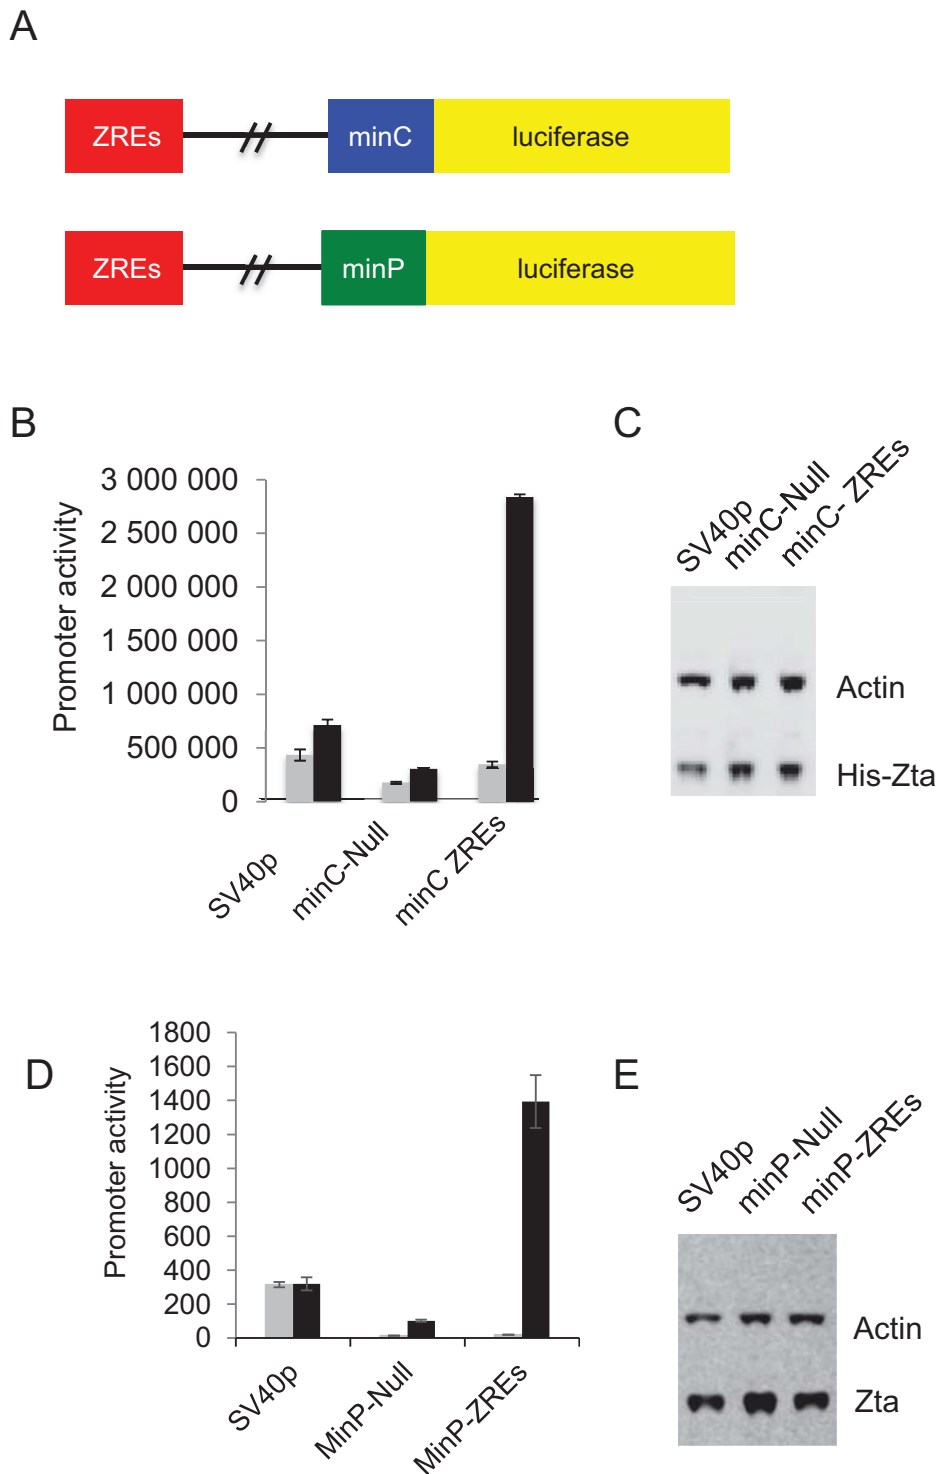 A
ZREs
minC
luciferase
ZREs
minP
luciferase
B
Promoter activity
3 000 000
2 500 000
2 000 000
1 500 000
1 000 000
500 000
0
SV40p
minC-Null
minC ZREs
C
SV40p
minC-Null
minC- ZREs
Actin
His-Zta
D
Promoter activity
1800
1600
1400
1200
1000
800
600
400
200
0
SV40p
MinP-Null
MinP-ZREs
E
SV40p
minP-Null
minP-ZREs
Actin
Zta